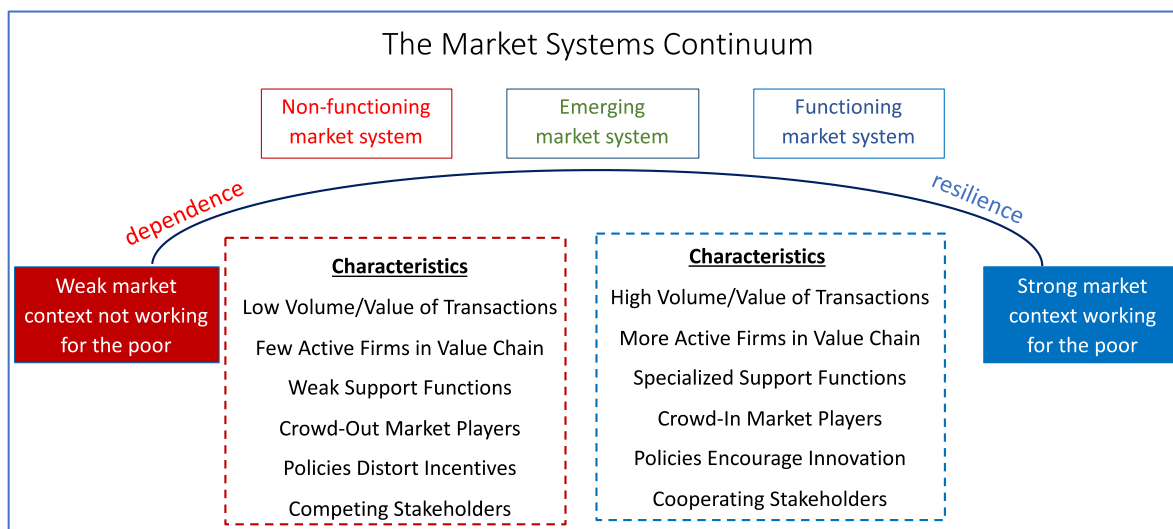 The Market Systems Continuum
Non-functioning
market system
Emerging
market system
Functioning
market system
dependence
resilience
Weak market
context not working
for the poor
Characteristics
Low Volume/Value of Transactions
Few Active Firms in Value Chain
Weak Support Functions
Crowd-Out Market Players
Policies Distort Incentives
Competing Stakeholders
Characteristics
High Volume/Value of Transactions
More Active Firms in Value Chain
Specialized Support Functions
Crowd-In Market Players
Policies Encourage Innovation
Cooperating Stakeholders
Strong market
context working
for the poor